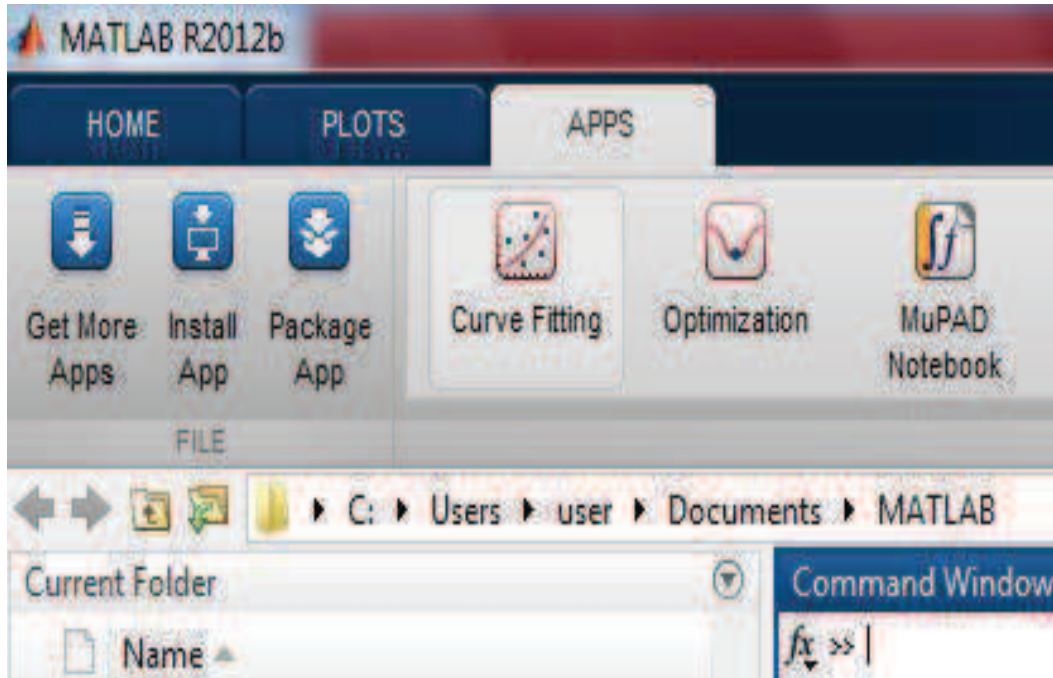 MATLAB R2012b
HOME PLOTS APPS
Get More Apps
Install App
Package App
Curve Fitting
Optimization
MuPAD Notebook
FILE
C: Users user Documents MATLAB
Current Folder
Command Window
Name
fx >>